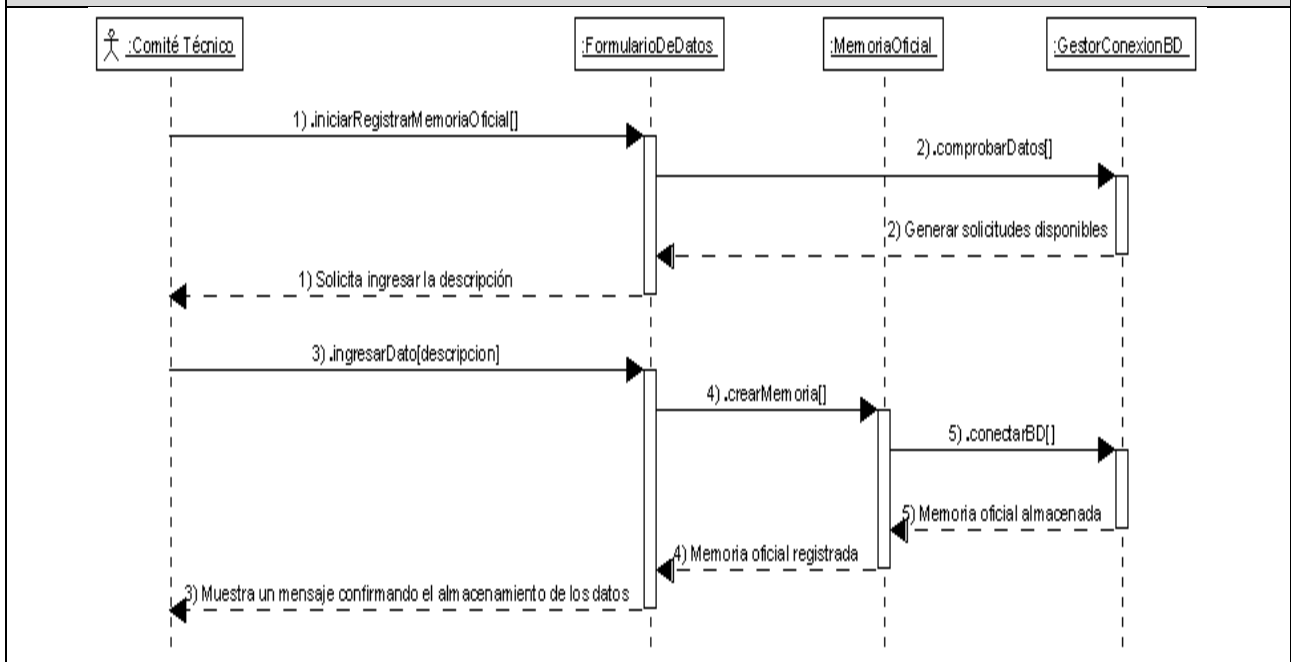 :Comité Técnico
:FormularioDeDatos
:MemoriaOficial
:GestorConexionBD
1) .iniciarRegistrarMemoriaOficial[]
2) .comprobarDatos[]
2) Generar solicitudes disponibles
1) Solicita ingresar la descripción
3) .ingresarDato[descripcion]
4) .crearMemoria[]
5) .conectarBD[]
5) Memoria oficial almacenada
4) Memoria oficial registrada
3) Muestra un mensaje confirmando el almacenamiento de los datos